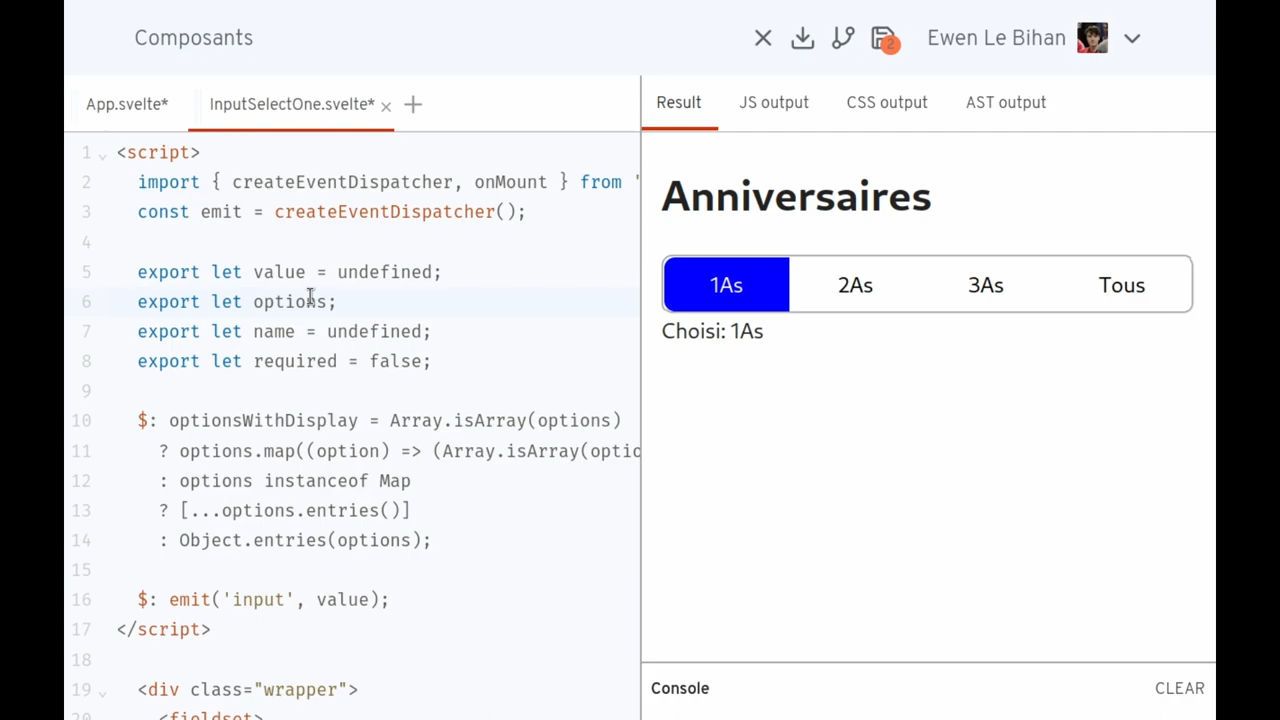 Composants
2
Ewen Le Bihan
App.svelte*
InputSelectOne.svelte*
Result
JS output
CSS output
AST output
1 <script>
2 import { createEventDispatcher, onMount } from '
3 const emit = createEventDispatcher();
4
5 export let value = undefined;
6 export let options;
7 export let name = undefined;
8 export let required = false;
9
10 $: optionsWithDisplay = Array.isArray(options)
11 ? options.map((option) => (Array.isArray(optio
12 : options instanceof Map
13 ? [...options.entries()]
14 : Object.entries(options);
15
16 $: emit('input', value);
17 </script>
18
19 <div class="wrapper">
20 <fieldset>
Anniversaires
1As 2As 3As Tous
Choisi: 1As
Console
CLEAR